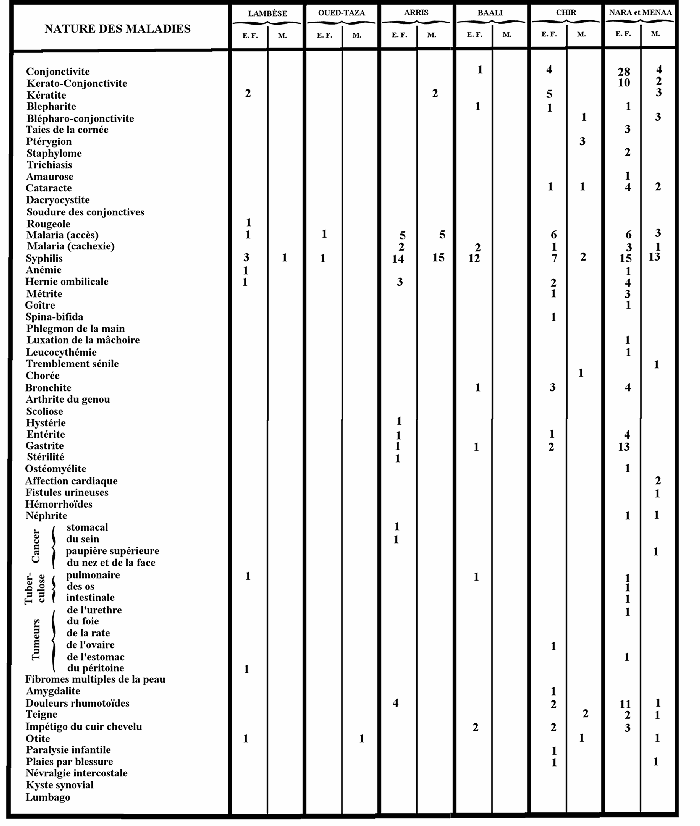 NATURE DES MALADIES LAMBÈSE OUED-TAZA ARRIS BAALI CHIR NARA et MENAA
E. F. M. E. F. M. E. F. M. E. F. M. E. F. M. E. F. M.
Conjonctivite 1 4 28 4
Kerato-Conjonctivite 10 2
Kératite 2 2 5 3
Blepharite 1 1 1
Blépharo-conjonctivite 1 3
Taies de la cornée 3
Ptérygion 3
Staphylome 2
Trichiasis
Amaurose 1
Cataracte 1 1 4 2
Dacryocystite
Soudure des conjonctives
Rougeole 1
Malaria (accès) 1 1 5 5 6 6 3
Malaria (cachexie) 2 2 1 3 1
Syphilis 3 1 1 14 15 12 7 2 15 13
Anémie 1 1
Hernie ombilicale 1 3 2 4
Métrite 1 3
Goître 1
Spina-bifida 1
Phlegmon de la main
Luxation de la mâchoire 1
Leucocythémie 1
Tremblement sénile 1
Chorée 1
Bronchite 1 3 4
Arthrite du genou
Scoliose
Hystérie 1
Entérite 1 1 4
Gastrite 1 1 2 13
Stérilité 1
Ostéomyélite 1
Affection cardiaque 2
Fistules urineuses 1
Hémorrhoïdes
Néphrite 1 1
Cancer
stomacal 1
du sein 1
paupière supérieure 1
du nez et de la face
Tuber-
culose
pulmonaire 1 1 1
des os 1
intestinale 1
Tumeurs
de l'urethre 1
du foie
de la rate
de l'ovaire 1
de l'estomac 1
du péritoine 1
Fibromes multiples de la peau
Amygdalite 1
Douleurs rhumotoïdes 4 2 11 1
Teigne 2 2 1
Impétigo du cuir chevelu 2 2 3
Otite 1 1 1 1
Paralysie infantile 1
Plaies par blessure 1 1
Névralgie intercostale
Kyste synovial
Lumbago